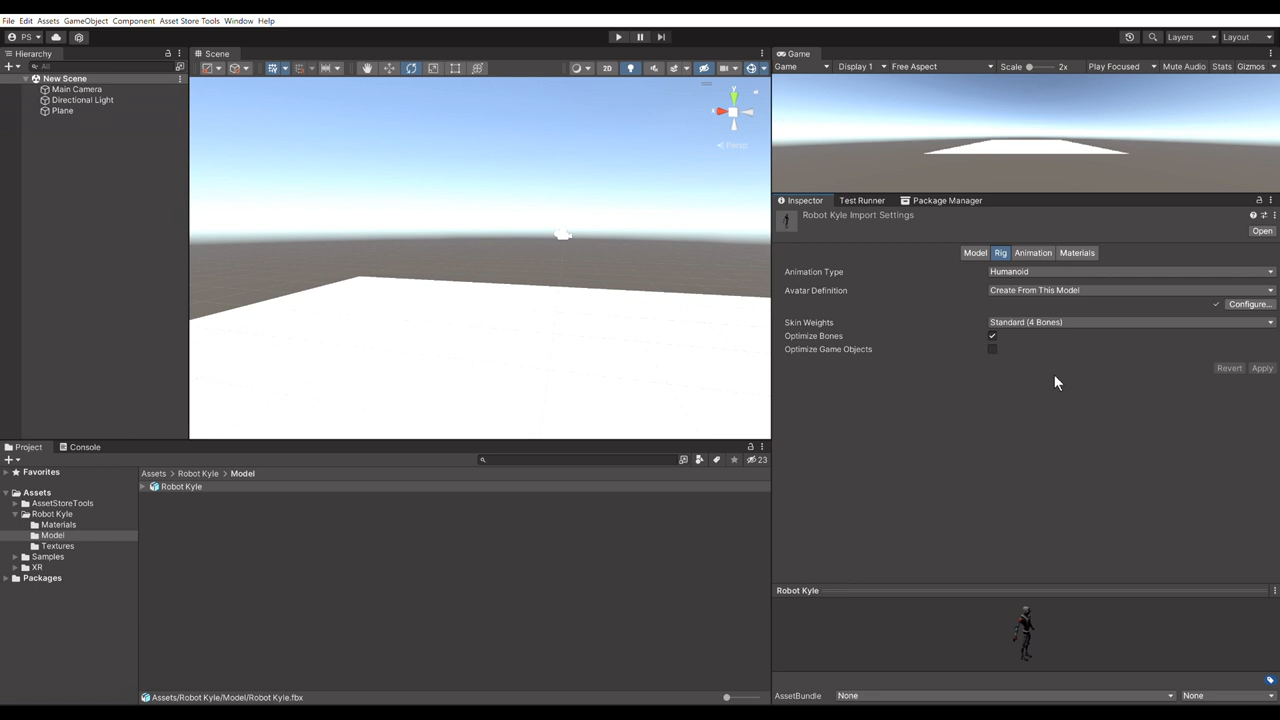 File Edit Assets GameObject Component Asset Store Tools Window Help
PS Layers Layout
Hierarchy
All
New Scene
Main Camera
Directional Light
Plane
Scene
2D
y
x
Persp
Game
Game Display 1 Free Aspect Scale 2x Play Focused Mute Audio Stats Gizmos
Inspector Test Runner Package Manager
Robot Kyle Import Settings
Open
Model Rig Animation Materials
Animation Type Humanoid
Avatar Definition Create From This Model
Configure...
Skin Weights Standard (4 Bones)
Optimize Bones
Optimize Game Objects
Revert Apply
Project Console
23
Favorites
Assets
AssetStoreTools
Robot Kyle
Materials
Model
Textures
Samples
XR
Packages
Assets > Robot Kyle > Model
Robot Kyle
Assets/Robot Kyle/Model/Robot Kyle.fbx
Robot Kyle
AssetBundle None None